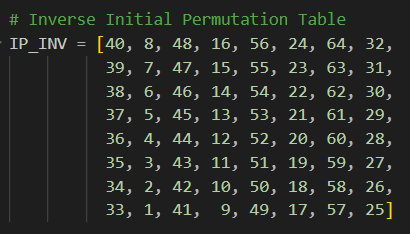 # Inverse Initial Permutation Table
IP_INV = [40, 8, 48, 16, 56, 24, 64, 32,
39, 7, 47, 15, 55, 23, 63, 31,
38, 6, 46, 14, 54, 22, 62, 30,
37, 5, 45, 13, 53, 21, 61, 29,
36, 4, 44, 12, 52, 20, 60, 28,
35, 3, 43, 11, 51, 19, 59, 27,
34, 2, 42, 10, 50, 18, 58, 26,
33, 1, 41,  9, 49, 17, 57, 25]